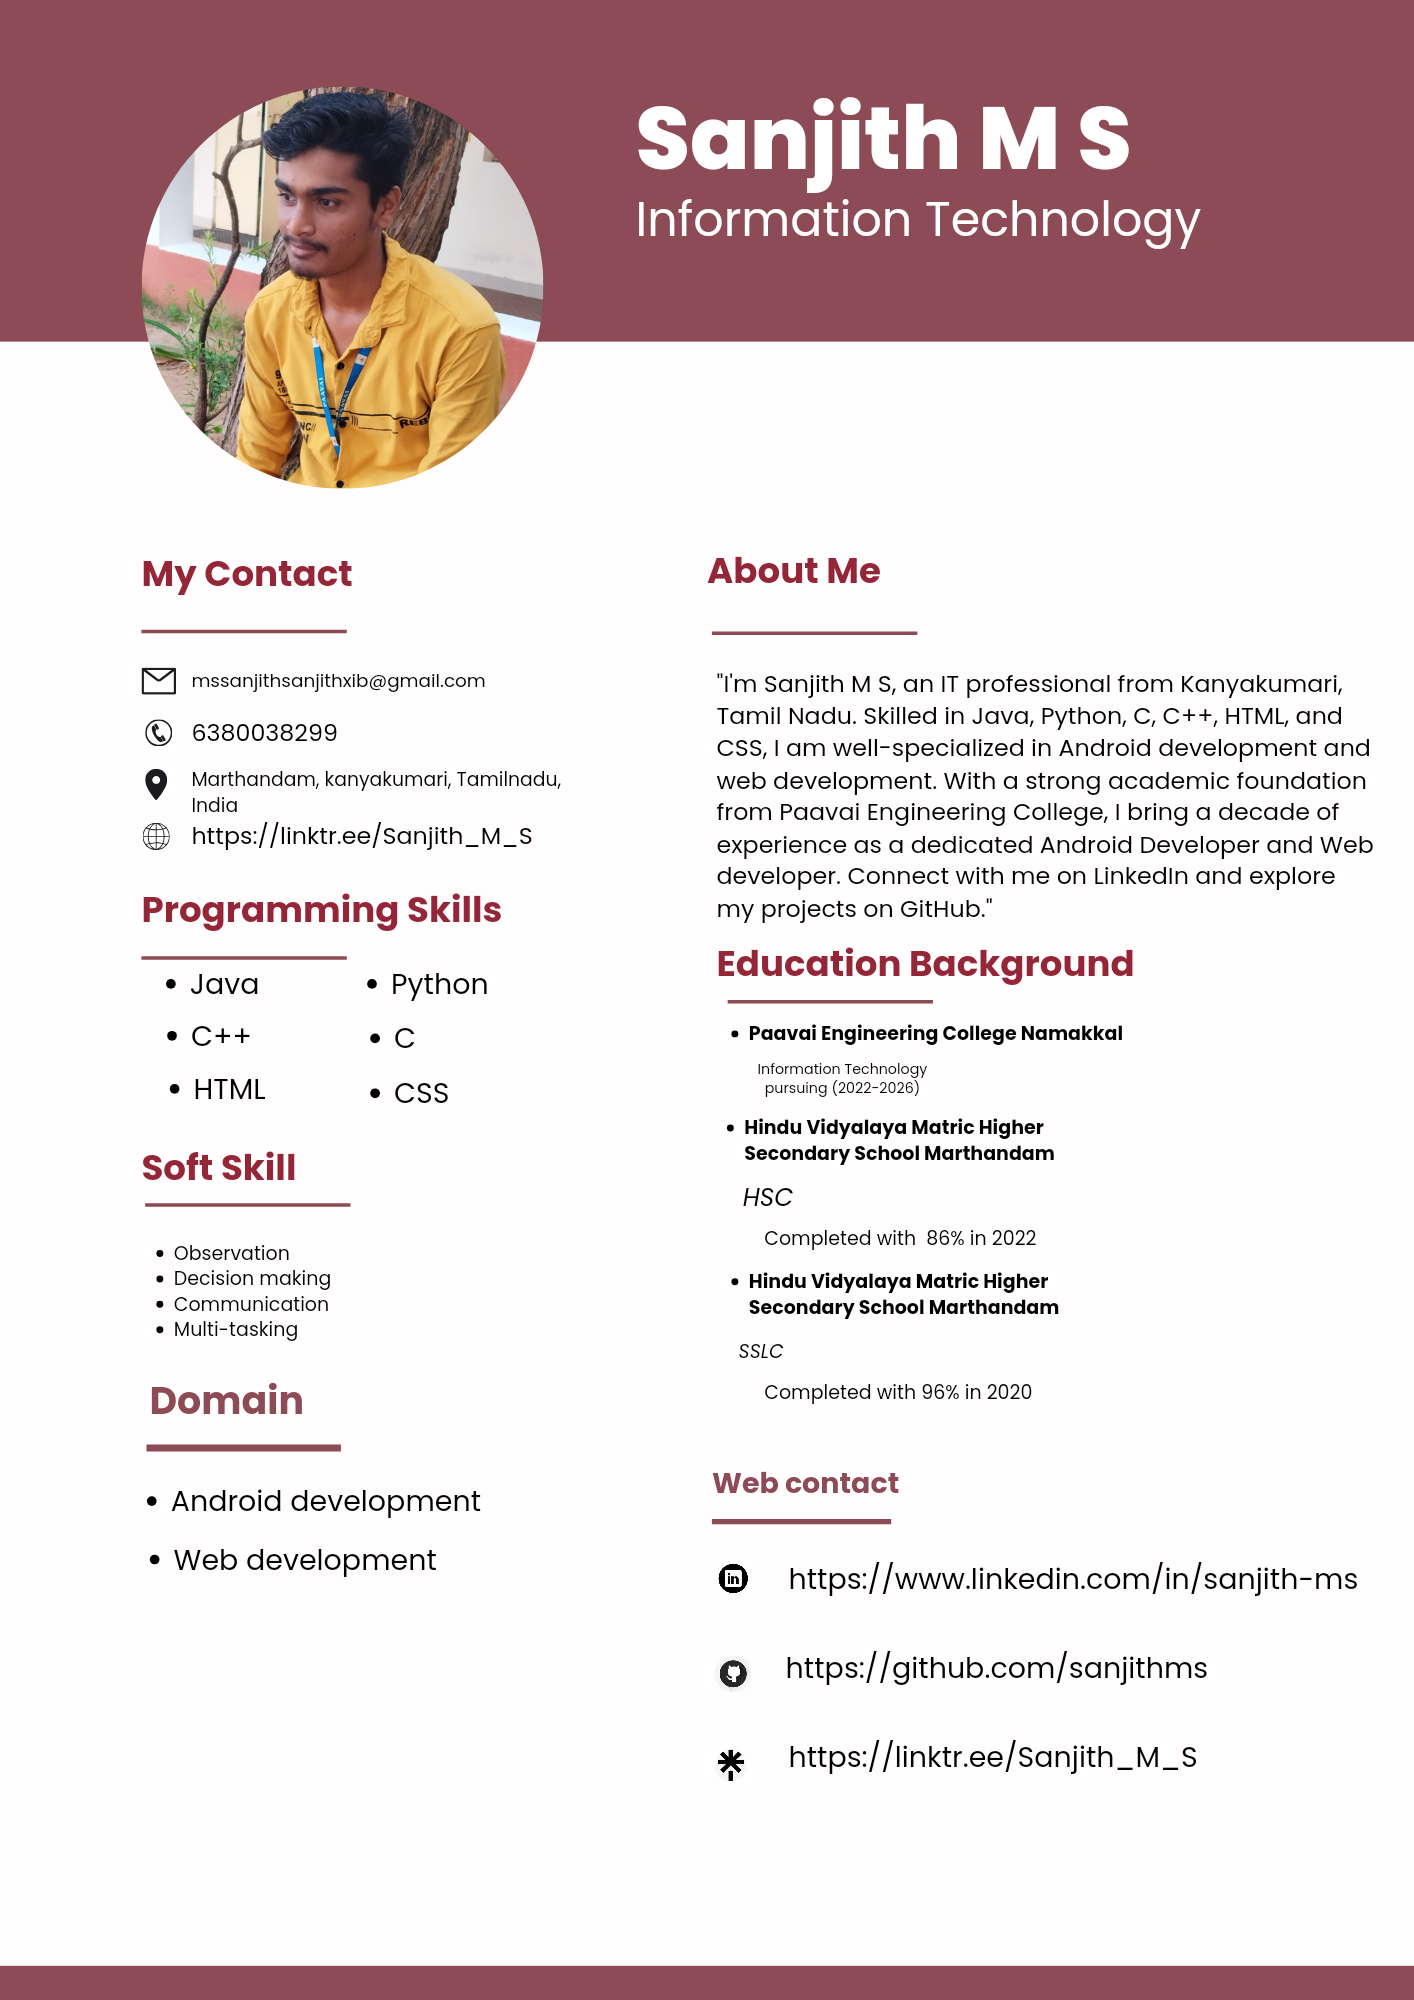 Sanjith M S
Information Technology
My Contact
mssanjithsanjithxib@gmail.com
6380038299
Marthandam, kanyakumari, Tamilnadu,
India
https://linktr.ee/Sanjith_M_S
Programming Skills
Java
Python
C++
C
HTML
CSS
Soft Skill
Observation
Decision making
Communication
Multi-tasking
Domain
Android development
Web development
About Me
"I'm Sanjith M S, an IT professional from Kanyakumari,
Tamil Nadu. Skilled in Java, Python, C, C++, HTML, and
CSS, I am well-specialized in Android development and
web development. With a strong academic foundation
from Paavai Engineering College, I bring a decade of
experience as a dedicated Android Developer and Web
developer. Connect with me on LinkedIn and explore
my projects on GitHub."
Education Background
Paavai Engineering College Namakkal
Information Technology
pursuing (2022-2026)
Hindu Vidyalaya Matric Higher
Secondary School Marthandam
HSC
Completed with  86% in 2022
Hindu Vidyalaya Matric Higher
Secondary School Marthandam
SSLC
Completed with 96% in 2020
Web contact
https://www.linkedin.com/in/sanjith-ms
https://github.com/sanjithms
https://linktr.ee/Sanjith_M_S